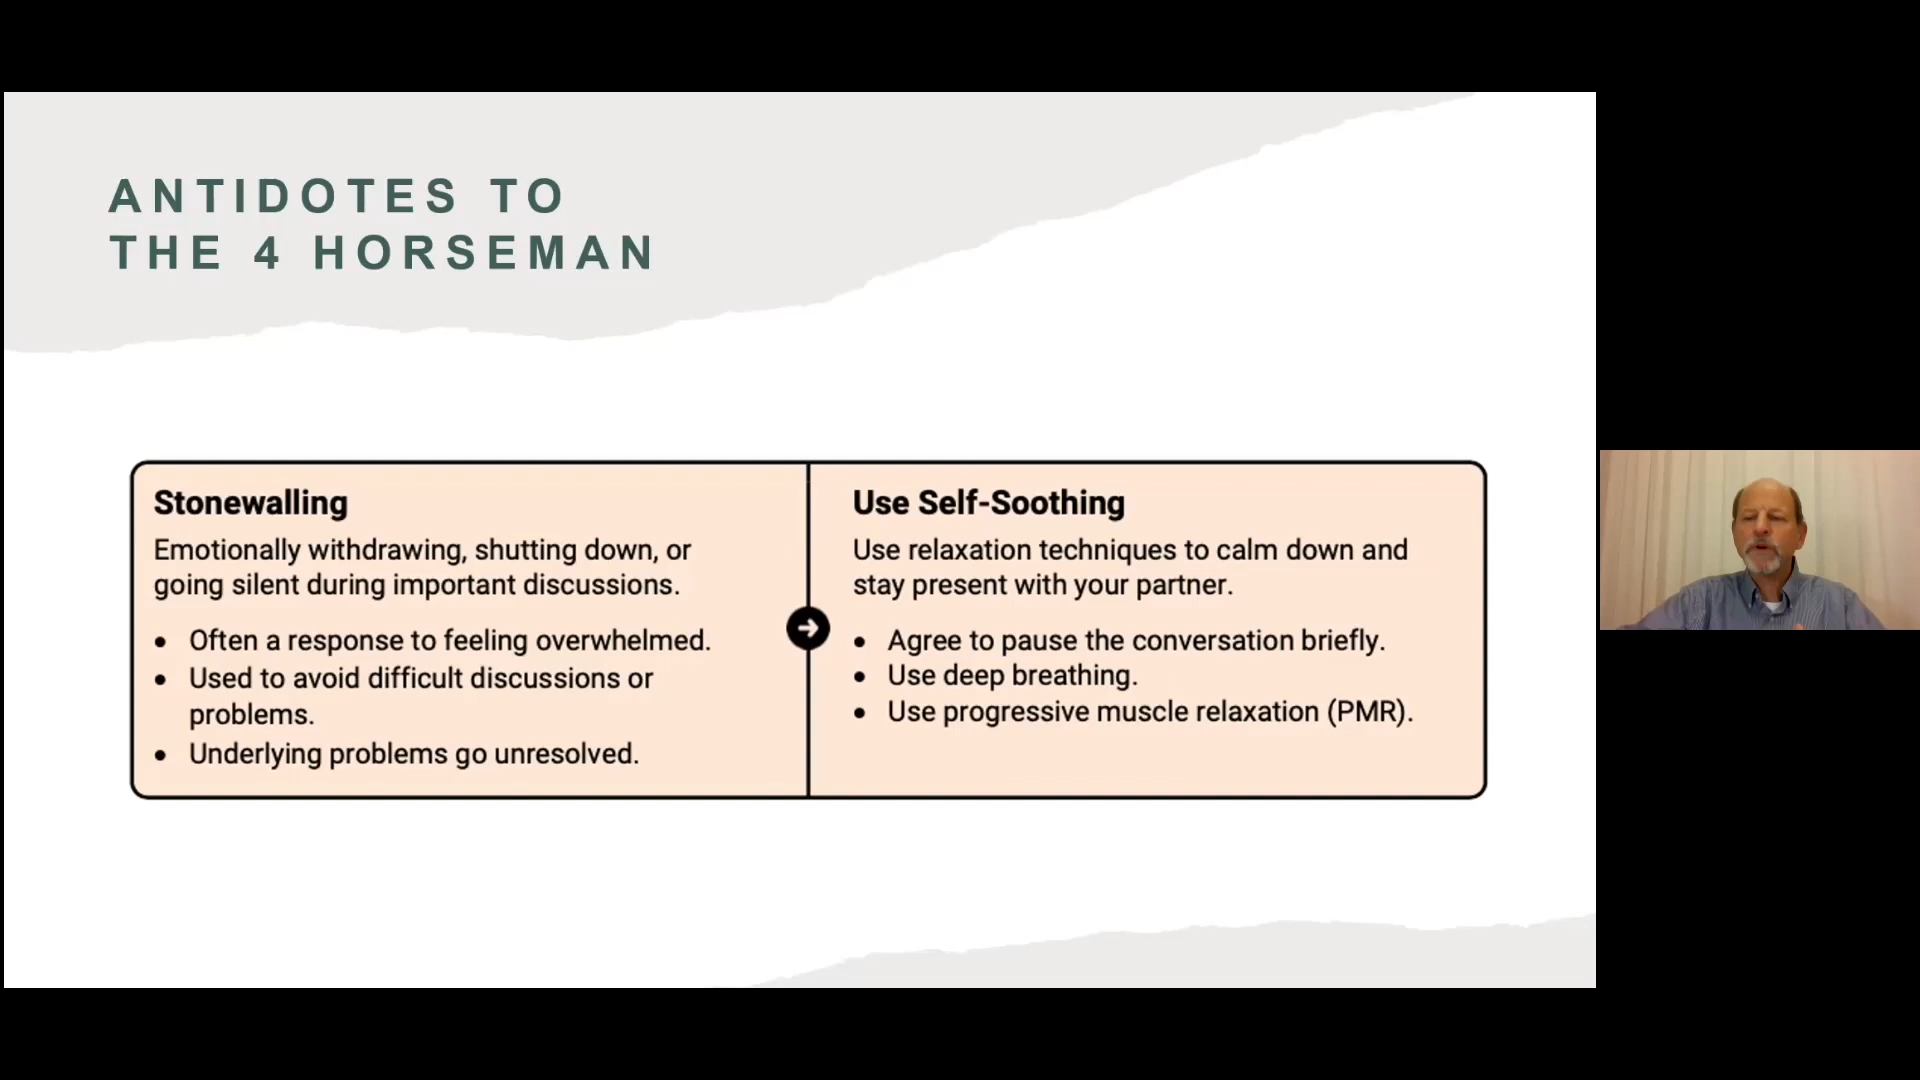 ANTIDOTES TO
THE 4 HORSEMAN
Stonewalling
Emotionally withdrawing, shutting down, or
going silent during important discussions.
• Often a response to feeling overwhelmed.
• Used to avoid difficult discussions or
problems.
• Underlying problems go unresolved.
Use Self-Soothing
Use relaxation techniques to calm down and
stay present with your partner.
• Agree to pause the conversation briefly.
• Use deep breathing.
• Use progressive muscle relaxation (PMR).